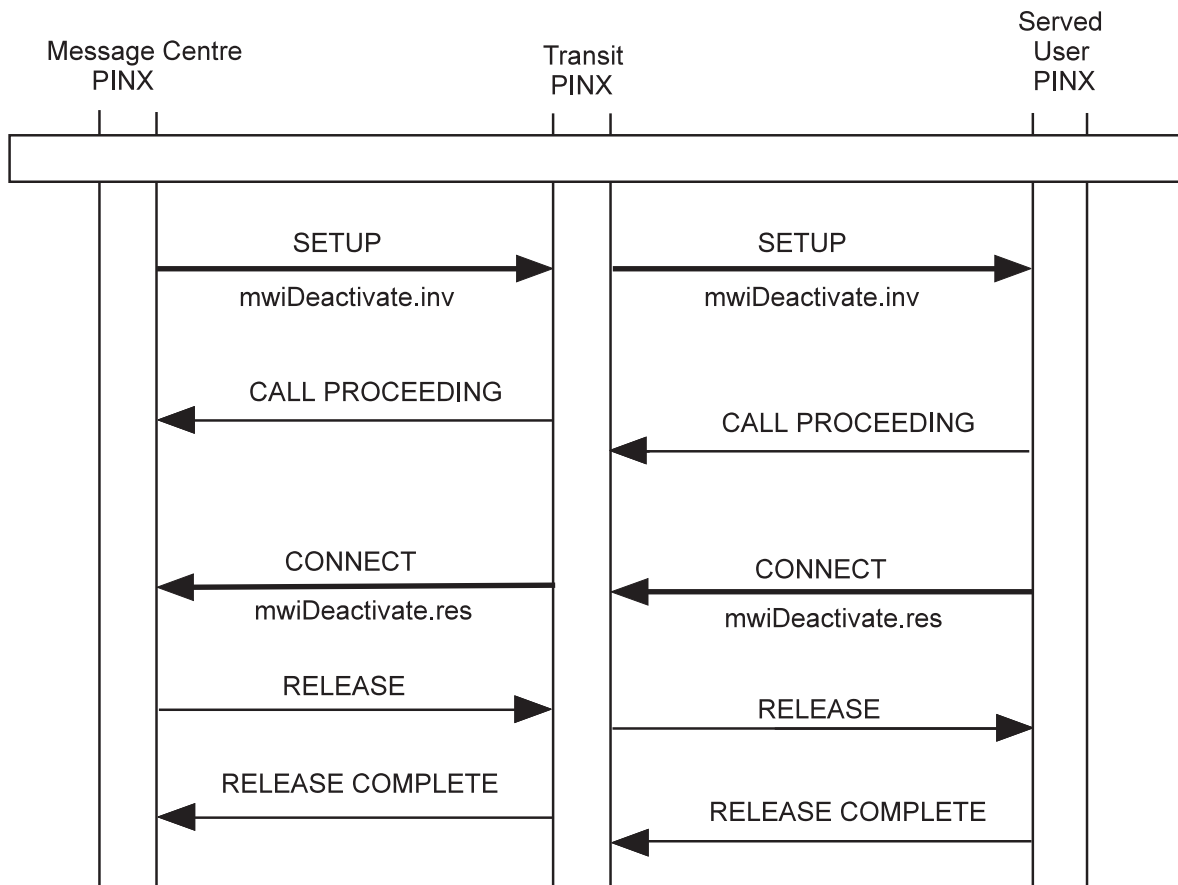 Message Centre
PINX
Transit
PINX
Served
User
PINX
SETUP
mwiDeactivate.inv
SETUP
mwiDeactivate.inv
CALL PROCEEDING
CALL PROCEEDING
CONNECT
mwiDeactivate.res
CONNECT
mwiDeactivate.res
RELEASE
RELEASE
RELEASE COMPLETE
RELEASE COMPLETE